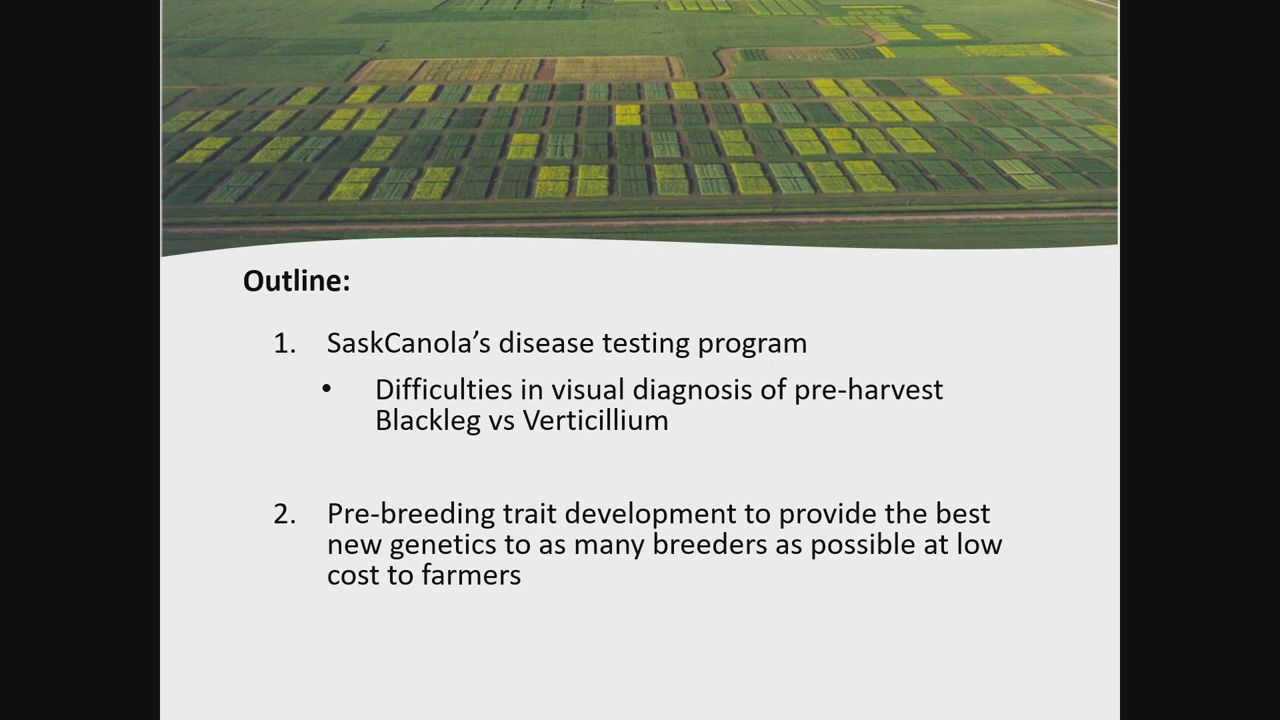 Outline:
1. SaskCanola’s disease testing program
• Difficulties in visual diagnosis of pre-harvest
Blackleg vs Verticillium
2. Pre-breeding trait development to provide the best
new genetics to as many breeders as possible at low
cost to farmers